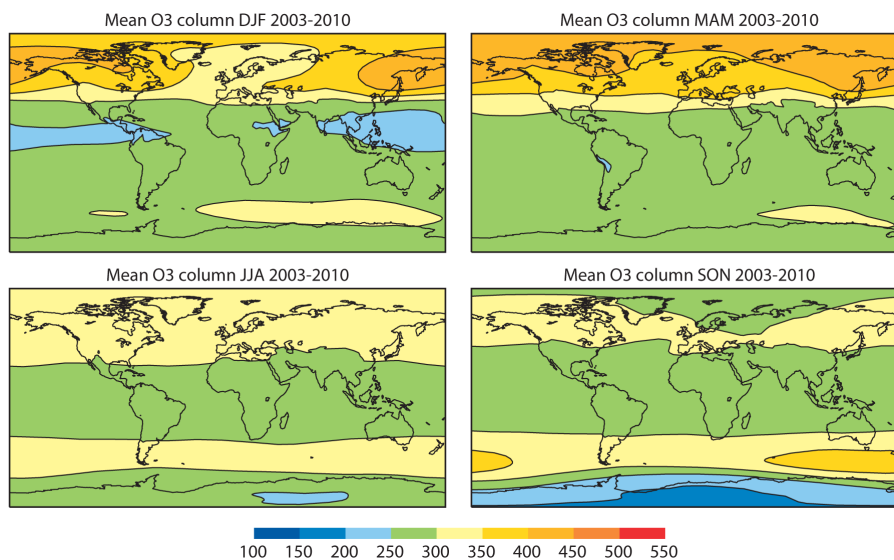 Mean O3 column DJF 2003-2010
Mean O3 column MAM 2003-2010
Mean O3 column JJA 2003-2010
Mean O3 column SON 2003-2010
100 150 200 250 300 350 400 450 500 550